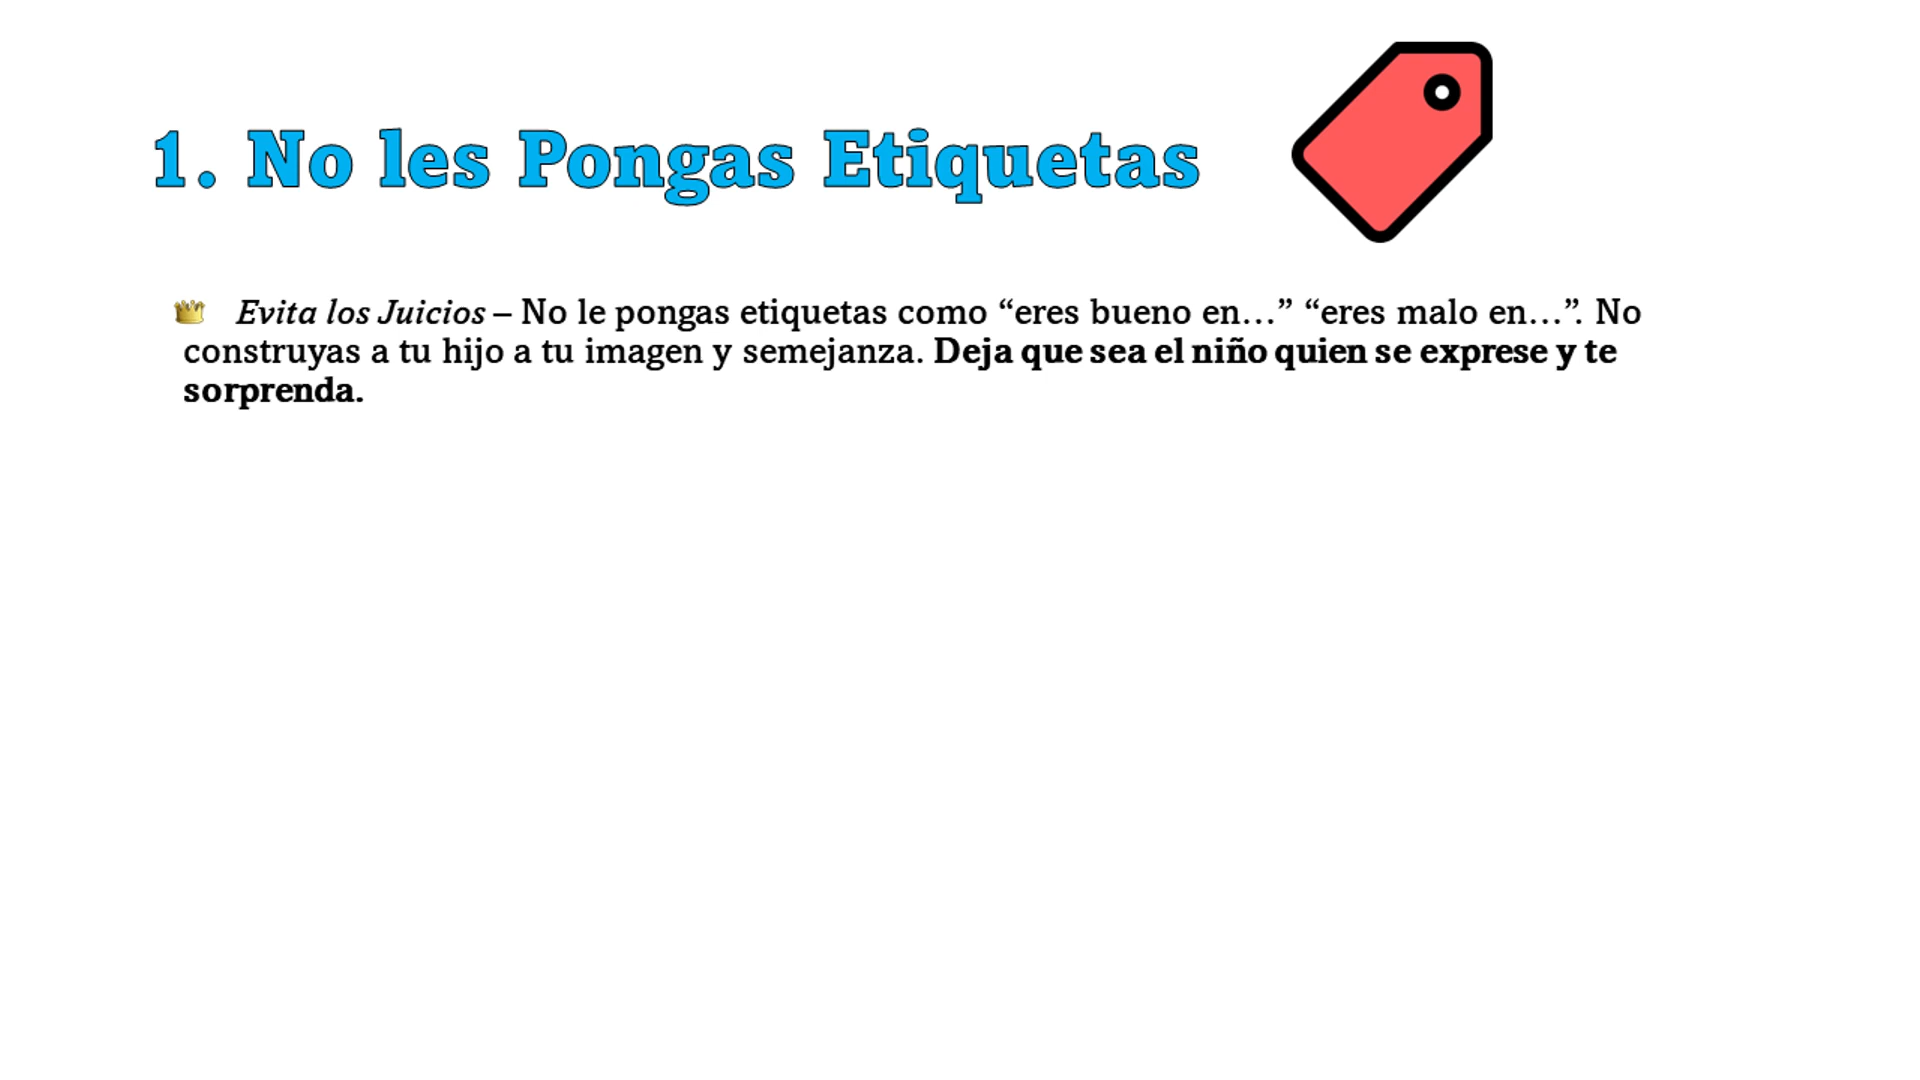 1. No les Pongas Etiquetas
Evita los Juicios – No le pongas etiquetas como “eres bueno en…” “eres malo en…”. No
construyas a tu hijo a tu imagen y semejanza. Deja que sea el niño quien se exprese y te
sorprenda.